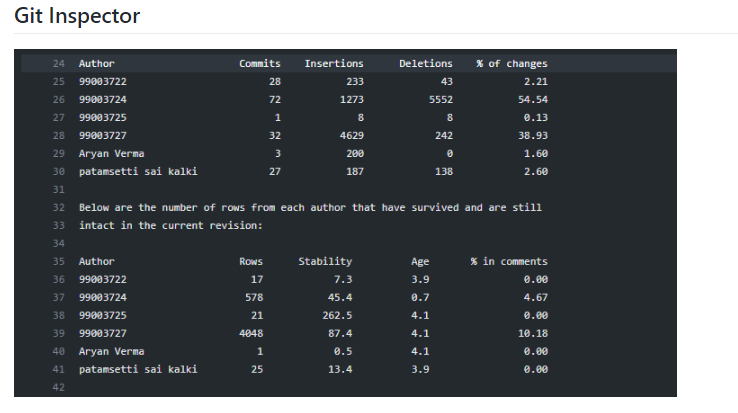 Git Inspector
24 Author Commits Insertions Deletions % of changes
25 99003722 28 233 43 2.21
26 99003724 72 1273 5552 54.54
27 99003725 1 8 8 0.13
28 99003727 32 4629 242 38.93
29 Aryan Verma 3 200 0 1.60
30 patamsetti sai kalki 27 187 138 2.60
31
32 Below are the number of rows from each author that have survived and are still
33 intact in the current revision:
34
35 Author Rows Stability Age % in comments
36 99003722 17 7.3 3.9 0.00
37 99003724 578 45.4 0.7 4.67
38 99003725 21 262.5 4.1 0.00
39 99003727 4048 87.4 4.1 10.18
40 Aryan Verma 1 0.5 4.1 0.00
41 patamsetti sai kalki 25 13.4 3.9 0.00
42